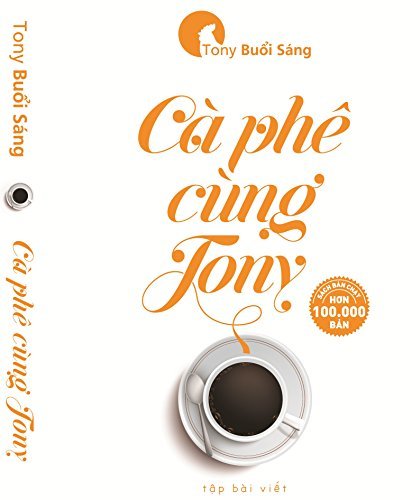 Tony Buổi Sáng
Cà phê cùng Tony
Tony Buổi Sáng
Cà phê
cùng
Tony
SÁCH BÁN CHẠY
HƠN
100.000
BẢN
tập bài viết